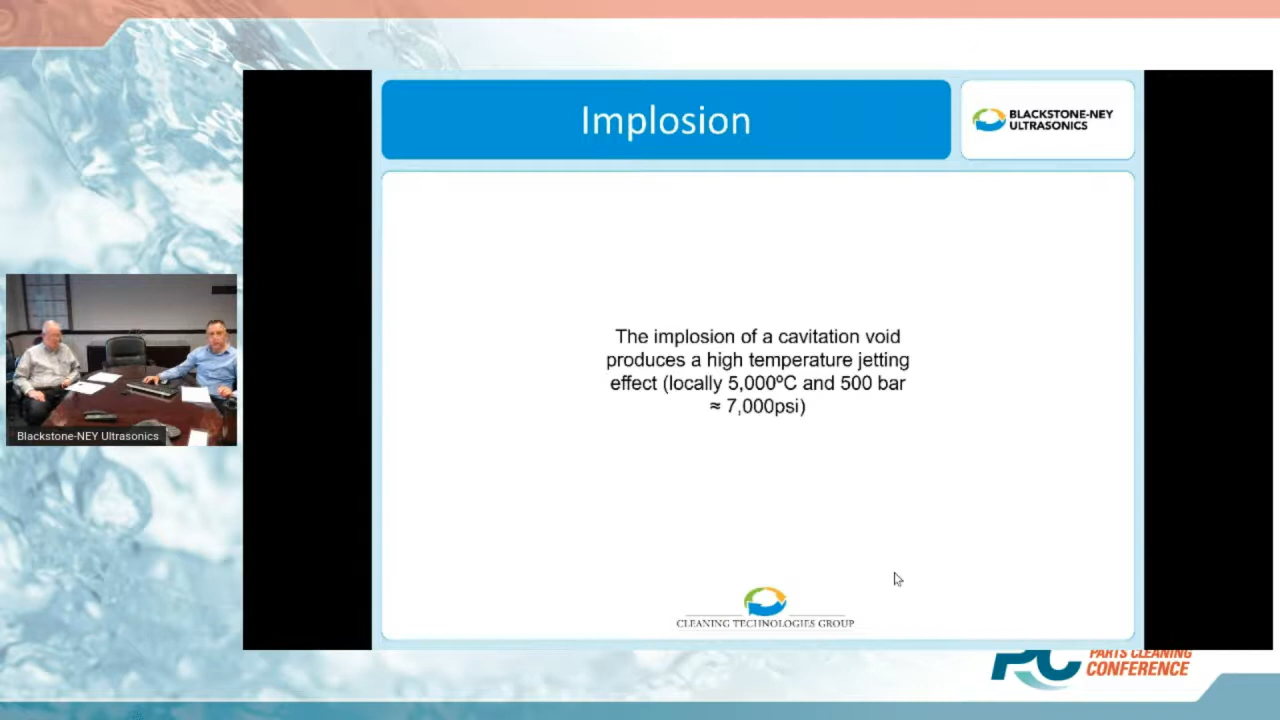 Implosion
BLACKSTONE-NEY
ULTRASONICS
The implosion of a cavitation void
produces a high temperature jetting
effect (locally 5,000ºC and 500 bar
≈ 7,000psi)
Blackstone-NEY Ultrasonics
CLEANING TECHNOLOGIES GROUP
PC
PARTS CLEANING
CONFERENCE